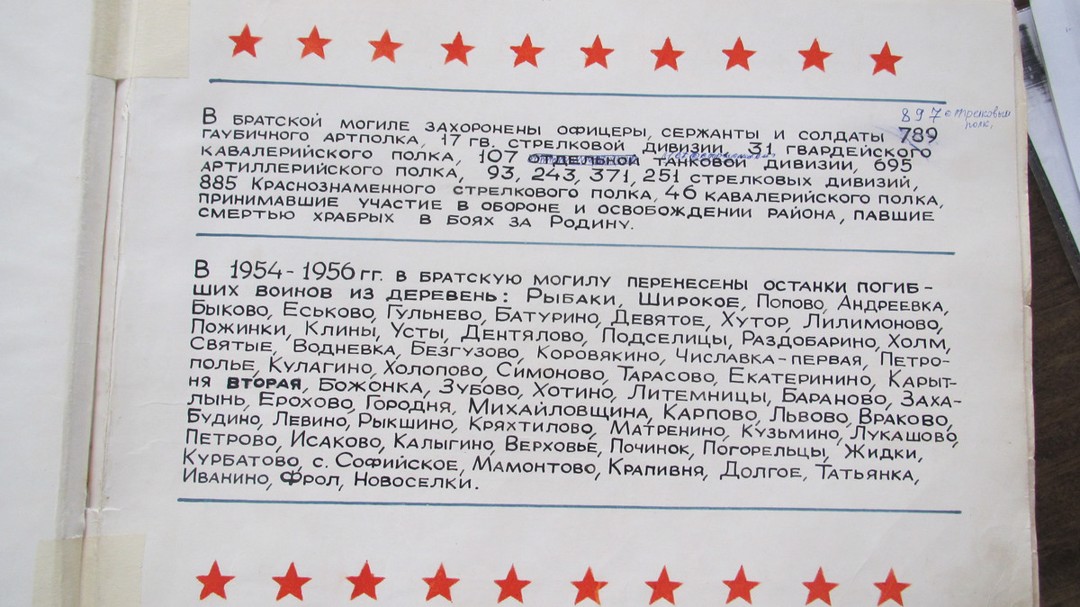 897 стрелковым
полк.
В БРАТСКОЙ МОГИЛЕ ЗАХОРОНЕНЫ ОФИЦЕРЫ, СЕРЖАНТЫ И СОЛДАТЫ 789
ГАУБИЧНОГО АРТПОЛКА, 17 ГВ. СТРЕЛКОВОЙ ДИВИЗИИ, 31 ГВАРДЕЙСКОГО
КАВАЛЕРИЙСКОГО ПОЛКА, 107 ОТДЕЛЬНОЙ ТАНКОВОЙ ДИВИЗИИ, 695
АРТИЛЛЕРИЙСКОГО ПОЛКА, 93, 243, 371, 251 СТРЕЛКОВЫХ ДИВИЗИЙ,
885 КРАСНОЗНАМЕННОГО СТРЕЛКОВОГО ПОЛКА, 46 КАВАЛЕРИЙСКОГО ПОЛКА,
ПРИНИМАВШИЕ УЧАСТИЕ В ОБОРОНЕ И ОСВОБОЖДЕНИИ РАЙОНА, ПАВШИЕ
СМЕРТЬЮ ХРАБРЫХ В БОЯХ ЗА РОДИНУ.
В 1954-1956 ГГ. В БРАТСКУЮ МОГИЛУ ПЕРЕНЕСЕНЫ ОСТАНКИ ПОГИБ-
ШИХ ВОИНОВ ИЗ ДЕРЕВЕНЬ: РЫБАКИ, ШИРОКОЕ, ПОПОВО, АНДРЕЕВКА,
БЫКОВО, ЕСЬКОВО, ГУЛЬНЕВО, БАТУРИНО, ДЕВЯТОЕ, ХУТОР, ЛИЛИМОНОВО,
ПОЖИНКИ, КЛИНЫ, УСТЫ, ДЕНТЯЛОВО, ПОДСЕЛИЦЫ, РАЗДОБАРИНО, ХОЛМ,
СВЯТЫЕ, ВОДНЕВКА, БЕЗГУЗОВО, КОРОВЯКИНО, ЧИСЛАВКА-ПЕРВАЯ, ПЕТРО-
ПОЛЬЕ, КУЛАГИНО, ХОЛОПОВО, СИМОНОВО, ТАРАСОВО, ЕКАТЕРИНИНО, КАРЫТ-
НЯ ВТОРАЯ, БОЖОНКА, ЗУБОВО, ХОТИНО, ЛИТЕМНИЦЫ, БАРАНОВО, ЗАХА-
ЛЫНЬ, ЕРОХОВО, ГОРОДНЯ, МИХАЙЛОВЩИНА, КАРПОВО, ЛЬВОВО, ВРАКОВО,
БУДИНО, ЛЕВИНО, РЫКШИНО, КРЯХТИЛОВО, МАТРЕНИНО, КУЗЬМИНО, ЛУКАШОВО,
ПЕТРОВО, ИСАКОВО, КАЛЫГИНО, ВЕРХОВЬЕ, ПОЧИНОК, ПОГОРЕЛЬЦЫ, ЖИДКИ,
КУРБАТОВО, С. СОФИЙСКОЕ, МАМОНТОВО, КРАПИВНЯ, ДОЛГОЕ, ТАТЬЯНКА,
ИВАНИНО, ФРОЛ, НОВОСЕЛКИ.